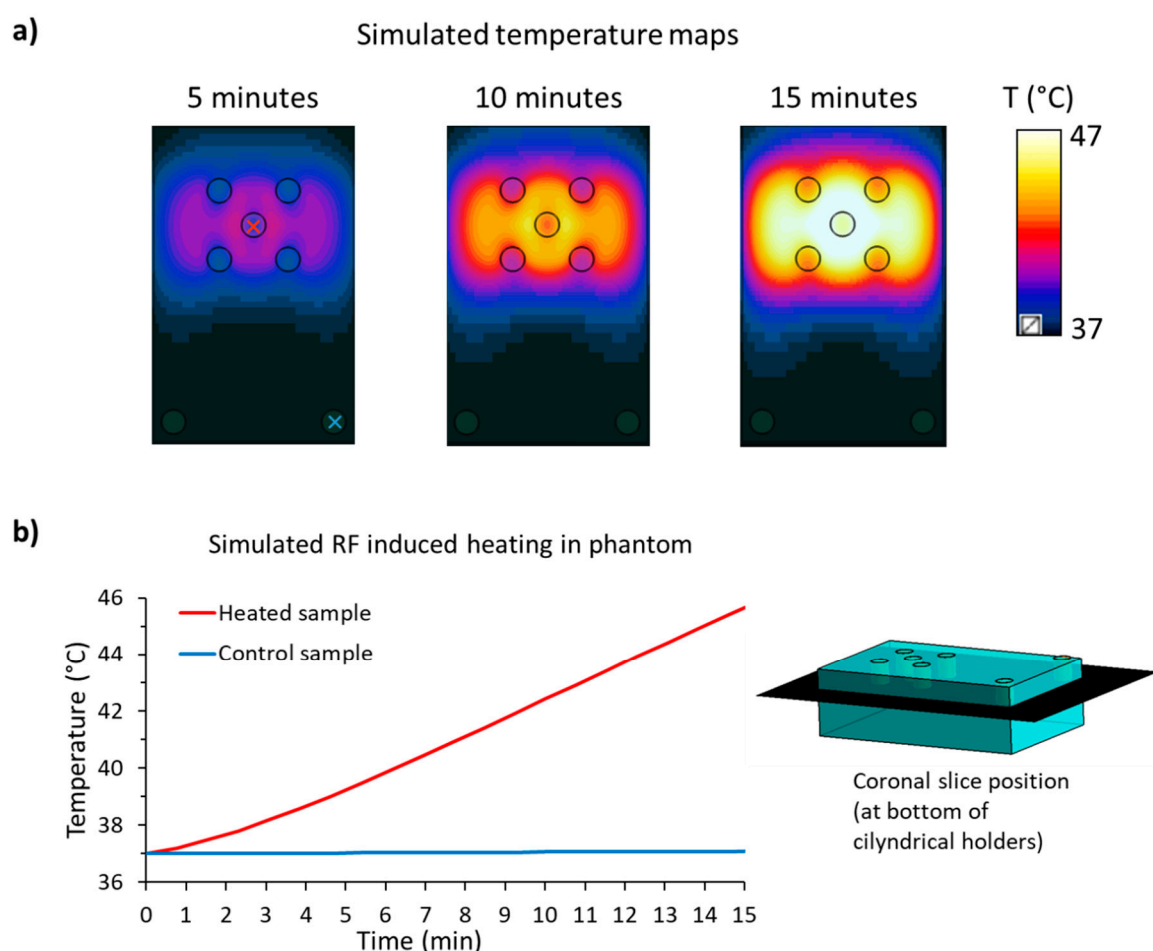 a)
Simulated temperature maps
5 minutes
10 minutes
15 minutes
T (°C)
47
37
b)
Simulated RF induced heating in phantom
46
44
42
40
38
36
Temperature (°C)
Heated sample
Control sample
0 1 2 3 4 5 6 7 8 9 10 11 12 13 14 15
Time (min)
Coronal slice position
(at bottom of
cilyndrical holders)